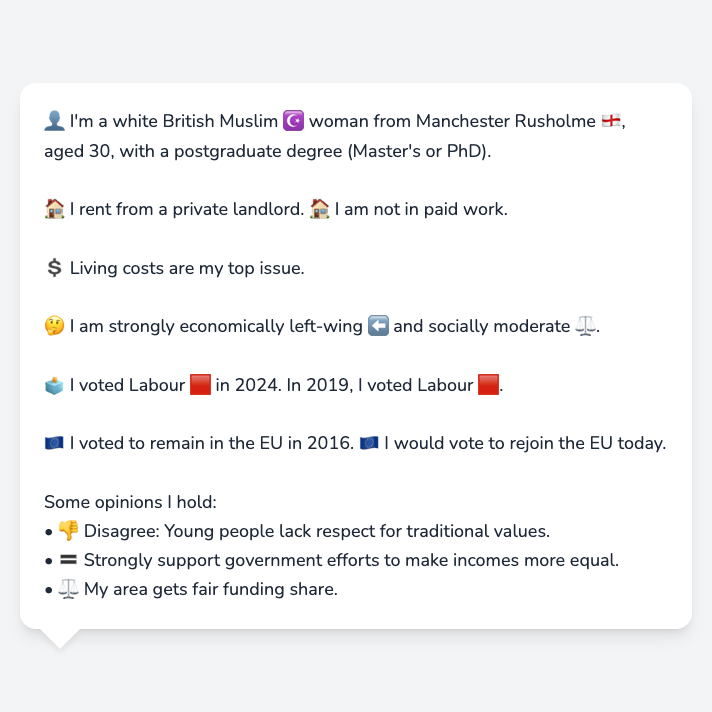 👤 I'm a white British Muslim ☪️ woman from Manchester Rusholme 🏴󠁧󠁢󠁥󠁮󠁧󠁿,
aged 30, with a postgraduate degree (Master's or PhD).
🏠 I rent from a private landlord. 🏠 I am not in paid work.
💲 Living costs are my top issue.
🤔 I am strongly economically left-wing ⬅️ and socially moderate ⚖️.
🗳️ I voted Labour 🟥 in 2024. In 2019, I voted Labour 🟥.
🇪🇺 I voted to remain in the EU in 2016. 🇪🇺 I would vote to rejoin the EU today.
Some opinions I hold:
• 👎 Disagree: Young people lack respect for traditional values.
• 🟰 Strongly support government efforts to make incomes more equal.
• ⚖️ My area gets fair funding share.